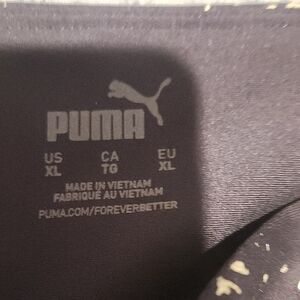 PUMA
US CA EU
XL TG XL
MADE IN VIETNAM
FABRIQUÉ AU VIETNAM
PUMA.COM/FOREVERBETTER